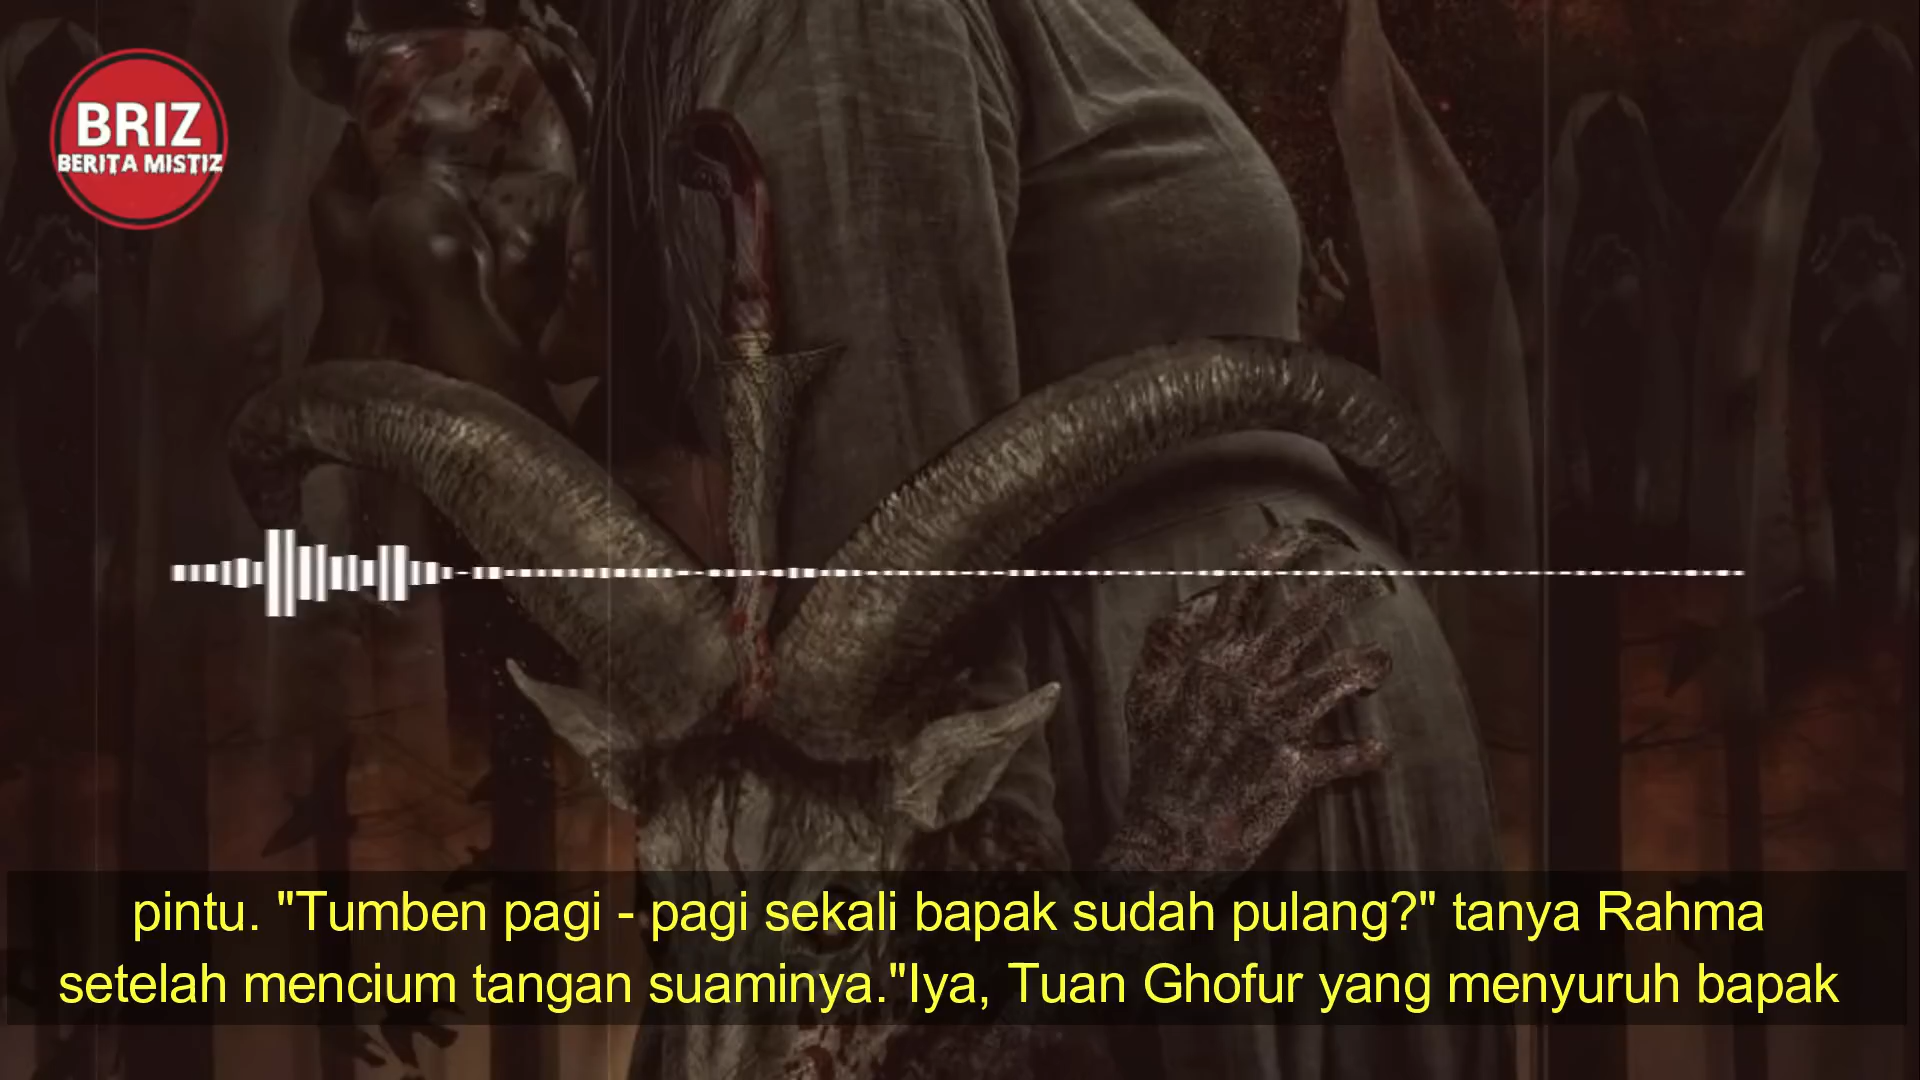 BRIZ
BERITA MISTIZ
pintu. "Tumben pagi - pagi sekali bapak sudah pulang?" tanya Rahma
setelah mencium tangan suaminya."Iya, Tuan Ghofur yang menyuruh bapak